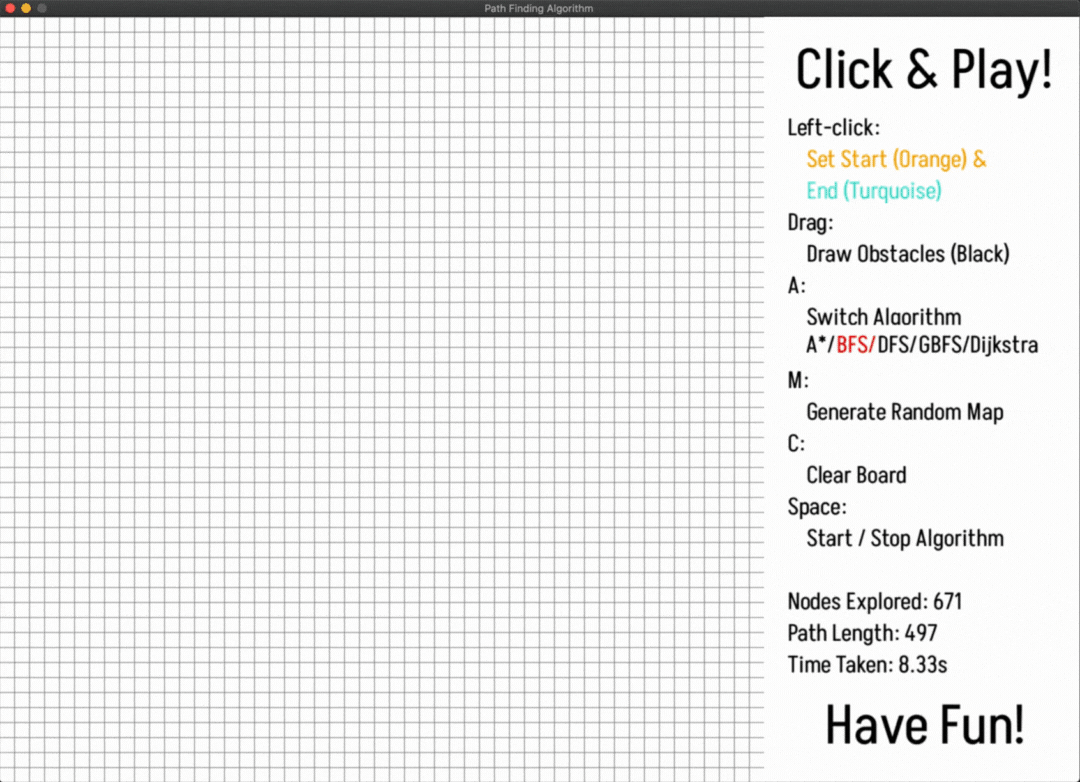 Path Finding Algorithm
Click & Play!
Left-click:
Set Start (Orange) &
End (Turquoise)
Drag:
Draw Obstacles (Black)
A:
Switch Algorithm
A*/BFS/DFS/GBFS/Dijkstra
M:
Generate Random Map
C:
Clear Board
Space:
Start / Stop Algorithm
Nodes Explored: 671
Path Length: 497
Time Taken: 8.33s
Have Fun!